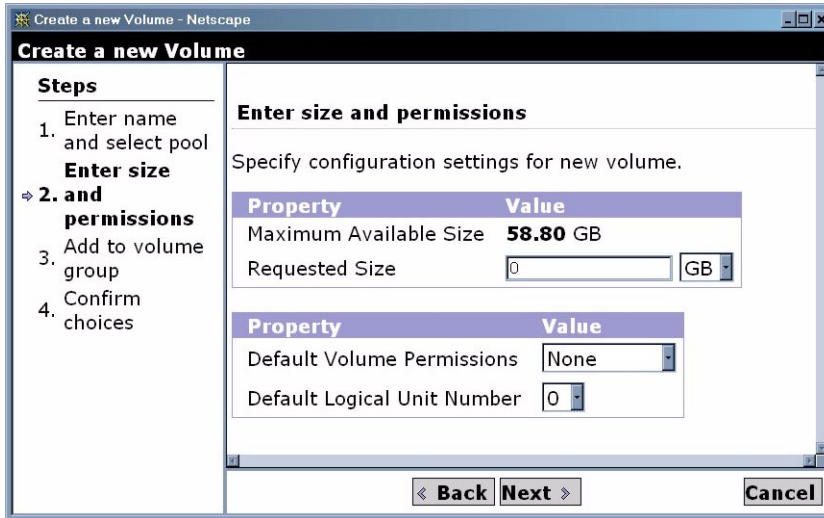 Create a new Volume - Netscape
Create a new Volume
Steps
1. Enter name
and select pool
Enter size
2. and
permissions
3. Add to volume
group
4. Confirm
choices
Enter size and permissions
Specify configuration settings for new volume.
Property Value
Maximum Available Size 58.80 GB
Requested Size 0 GB
Property Value
Default Volume Permissions None
Default Logical Unit Number 0
« Back Next » Cancel